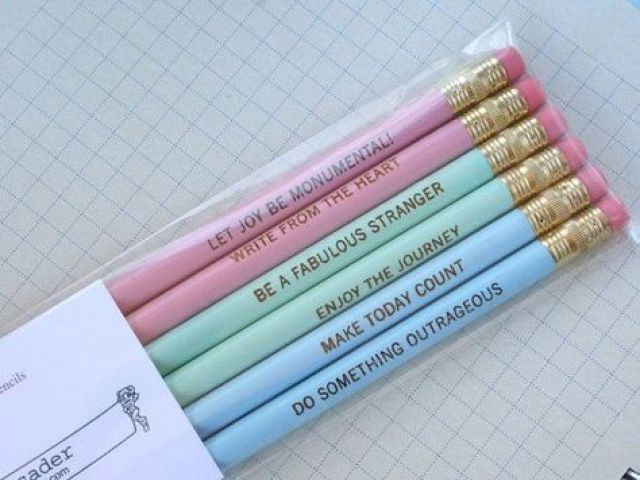 LET JOY BE MONUMENTAL!
WRITE FROM THE HEART
BE A FABULOUS STRANGER
ENJOY THE JOURNEY
MAKE TODAY COUNT
DO SOMETHING OUTRAGEOUS